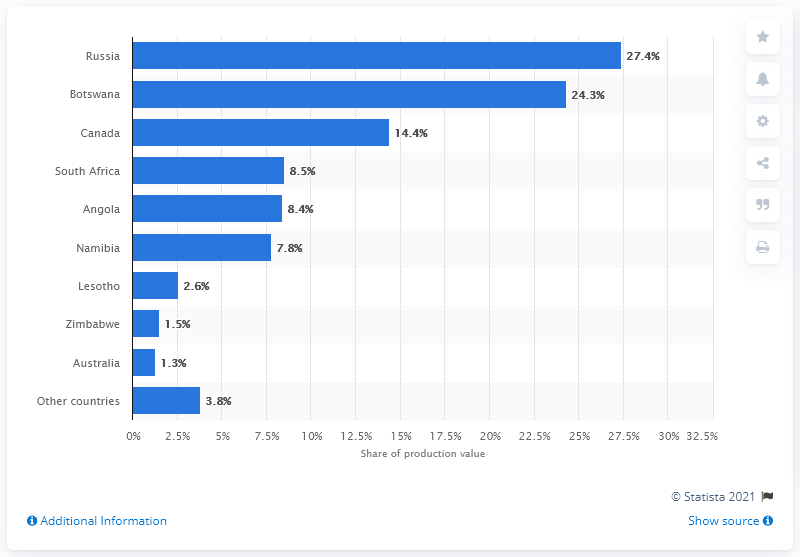 Russia 27.4%
Botswana 24.3%
Canada 14.4%
South Africa 8.5%
Angola 8.4%
Namibia 7.8%
Lesotho 2.6%
Zimbabwe 1.5%
Australia 1.3%
Other countries 3.8%
0% 2.5% 5% 7.5% 10% 12.5% 15% 17.5% 20% 22.5% 25% 27.5% 30% 32.5%
Share of production value
© Statista 2021
Additional Information Show source